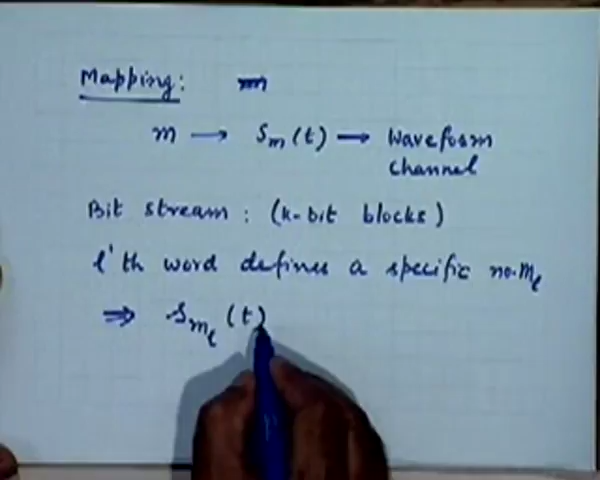 Mapping: m
m → Sm(t) → Waveform
channel
Bit stream: (k-bit blocks)
l'th word defines a specific no. ml
⇒ Sml(t)